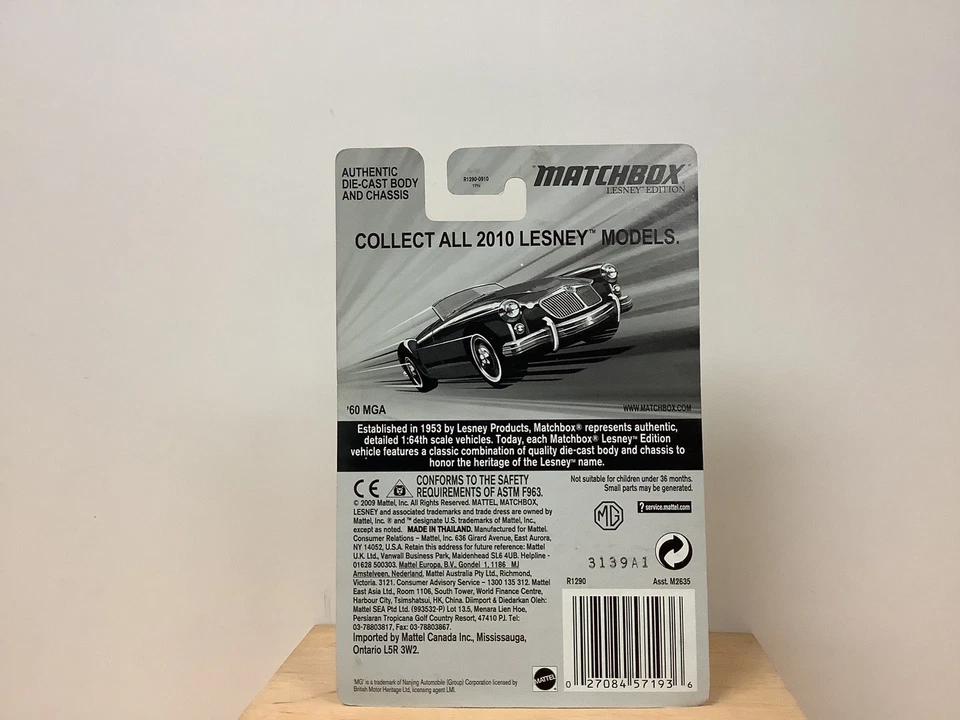 AUTHENTIC
DIE-CAST BODY
AND CHASSIS
R1290-0910
MATCHBOX
LESNEY EDITION
COLLECT ALL 2010 LESNEY™ MODELS.
'60 MGA
WWW.MATCHBOX.COM
Established in 1953 by Lesney Products, Matchbox® represents authentic,
detailed 1:64th scale vehicles. Today, each Matchbox® Lesney™ Edition
vehicle features a classic combination of quality die-cast body and chassis to
honor the heritage of the Lesney™ name.
CE
CONFORMS TO THE SAFETY
REQUIREMENTS OF ASTM F963.
Not suitable for children under 36 months.
Small parts may be generated.
© 2009 Mattel, Inc. All Rights Reserved. MATTEL, MATCHBOX,
LESNEY and associated trademarks and trade dress are owned by
Mattel, Inc. ® and ™ designate U.S. trademarks of Mattel, Inc.,
except as noted. MADE IN THAILAND. Manufactured for Mattel.
Consumer Relations – Mattel, Inc. 636 Girard Avenue, East Aurora,
NY 14052, U.S.A. Retain this address for future reference: Mattel
U.K. Ltd., Vanwall Business Park, Maidenhead SL6 4UB. Helpline -
01628 500303. Mattel Europa, B.V., Gondel 1, 1186 MJ
Amstelveen, Nederland. Mattel Australia Pty Ltd., Richmond,
Victoria. 3121. Consumer Advisory Service – 1300 135 312. Mattel
East Asia Ltd., Room 1106, South Tower, World Finance Centre,
Harbour City, Tsimshatsui, HK, China. Diimport & Diedarkan Oleh:
Mattel SEA Ptd Ltd. (993532-P) Lot 13.5, Menara Lien Hoe,
Persiaran Tropicana Golf Country Resort, 47410 PJ. Tel:
03-78803817, Fax: 03-78803867.
Imported by Mattel Canada Inc., Mississauga,
Ontario L5R 3W2.
'MG' is a trademark of Nanjing Automobile (Group) Corporation licensed by
British Motor Heritage Ltd, licensing agent LMI.
? service.mattel.com
MG
3139A1
R1290
Asst. M2635
MATTEL
0 27084 57193 6